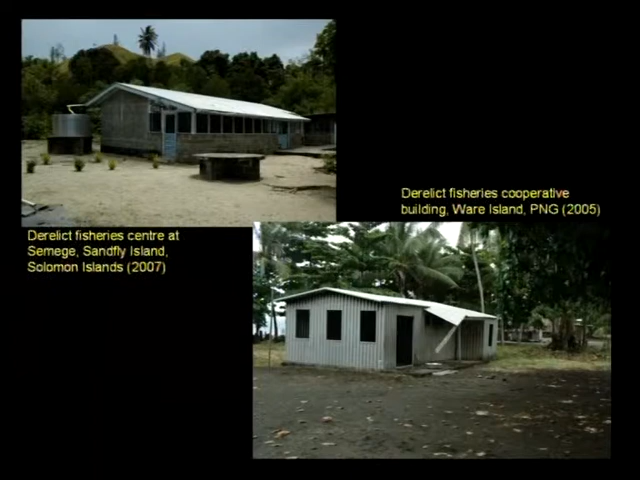 Derelict fisheries cooperative
building, Ware Island, PNG (2005)
Derelict fisheries centre at
Semege, Sandfly Island,
Solomon Islands (2007)